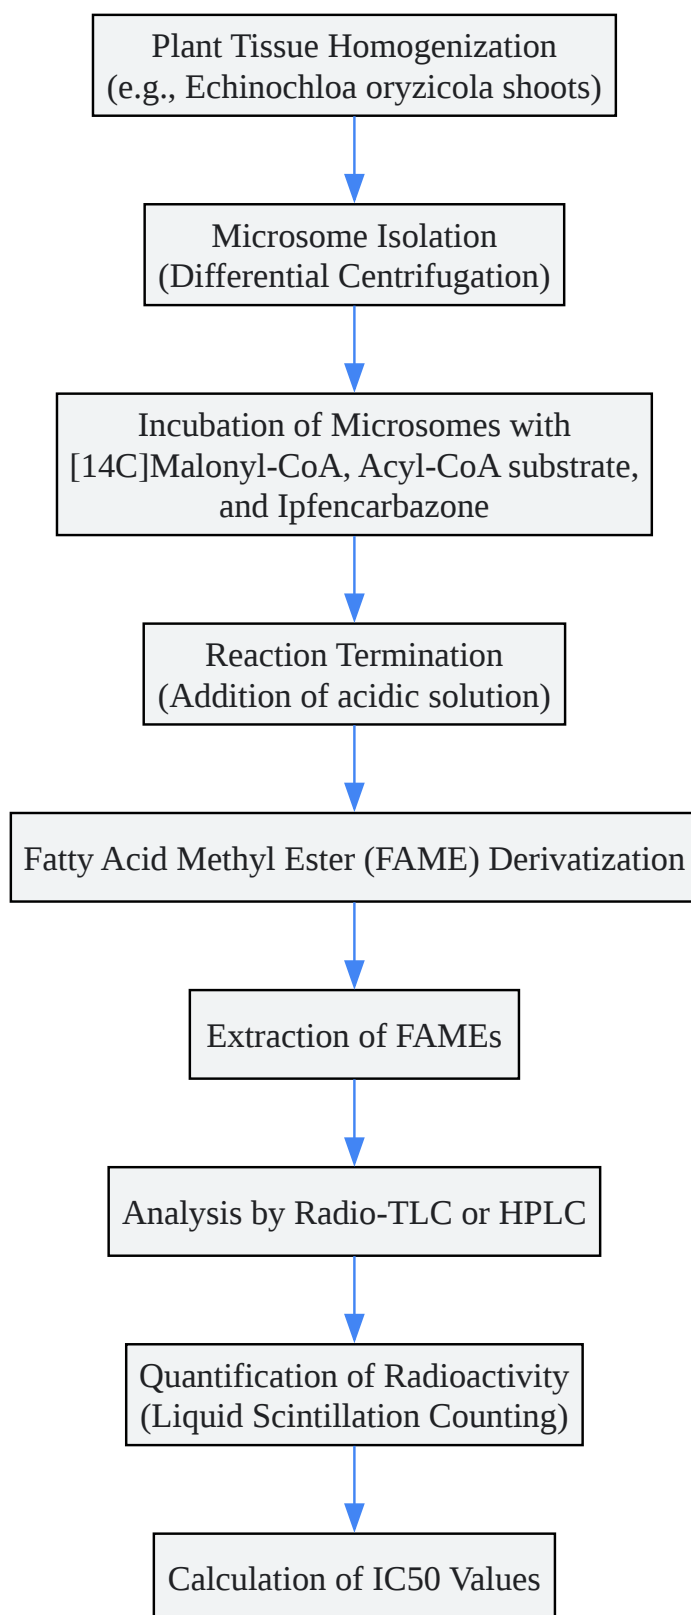 Plant Tissue Homogenization
(e.g., Echinochloa oryzicola shoots)
Microsome Isolation
(Differential Centrifugation)
Incubation of Microsomes with
[14C]Malonyl-CoA, Acyl-CoA substrate,
and Ipfencarbazone
Reaction Termination
(Addition of acidic solution)
Fatty Acid Methyl Ester (FAME) Derivatization
Extraction of FAMEs
Analysis by Radio-TLC or HPLC
Quantification of Radioactivity
(Liquid Scintillation Counting)
Calculation of IC50 Values